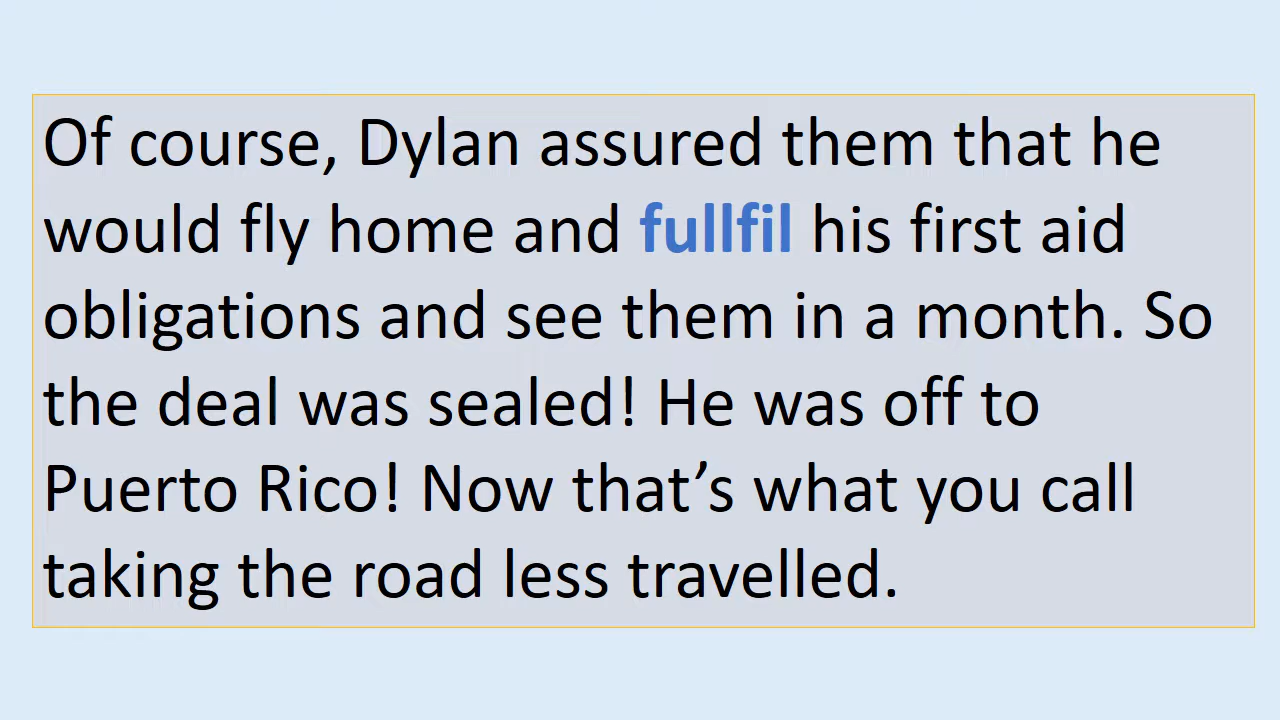 Of course, Dylan assured them that he
would fly home and fullfil his first aid
obligations and see them in a month. So
the deal was sealed! He was off to
Puerto Rico! Now that’s what you call
taking the road less travelled.